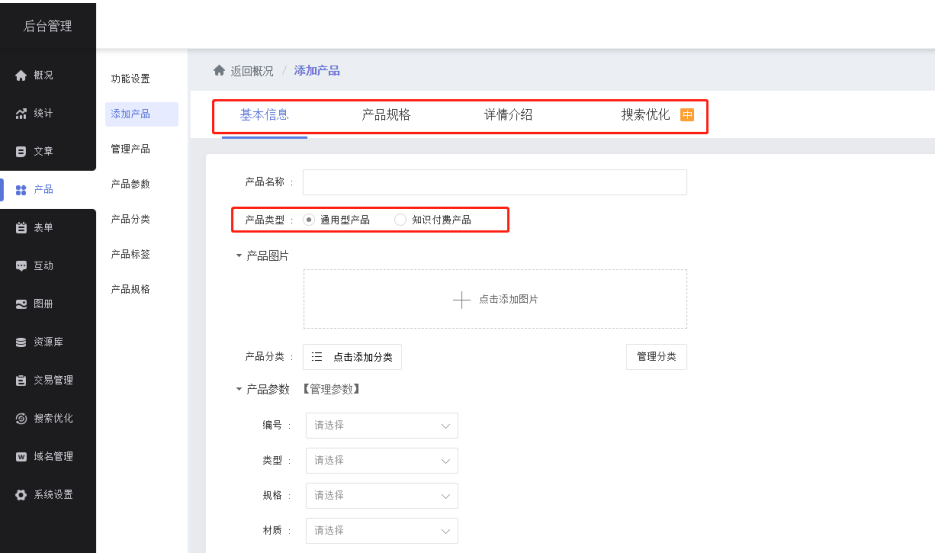 后台管理
概况
统计
文章
产品
表单
互动
图册
资源库
交易管理
搜索优化
域名管理
系统设置
功能设置
添加产品
管理产品
产品参数
产品分类
产品标签
产品规格
返回概况 / 添加产品
基本信息 产品规格 详情介绍 搜索优化 中
产品名称 :
产品类型 : 通用型产品 知识付费产品
产品图片
点击添加图片
产品分类 : 点击添加分类 管理分类
产品参数 【管理参数】
编号 : 请选择
类型 : 请选择
规格 : 请选择
材质 : 请选择